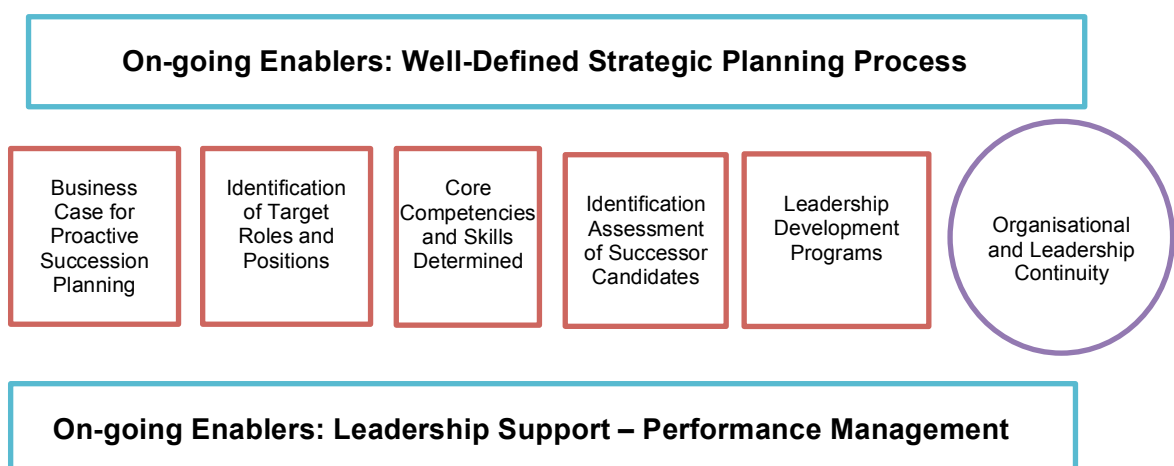 On-going Enablers: Well-Defined Strategic Planning Process
Business
Case for
Proactive
Succession
Planning
Identification
of Target
Roles and
Positions
Core
Competencies
and Skills
Determined
Identification
Assessment
of Successor
Candidates
Leadership
Development
Programs
Organisational
and Leadership
Continuity
On-going Enablers: Leadership Support – Performance Management